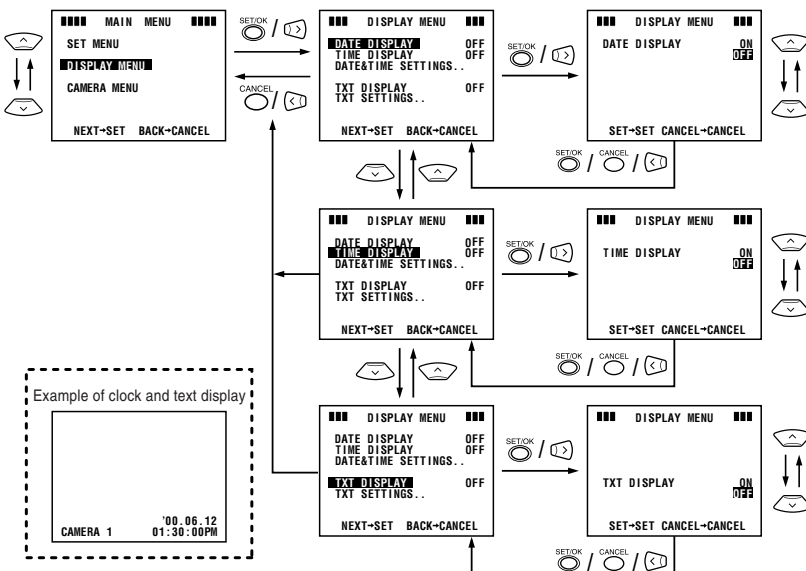 MAIN MENU
SET MENU
DISPLAY MENU
CAMERA MENU
NEXT→SET BACK→CANCEL
SET/OK
/
CANCEL
/
DISPLAY MENU
DATE DISPLAY OFF
TIME DISPLAY OFF
DATE&TIME SETTINGS..
TXT DISPLAY OFF
TXT SETTINGS..
NEXT→SET BACK→CANCEL
SET/OK
/
DISPLAY MENU
DATE DISPLAY ON
OFF
SET→SET CANCEL→CANCEL
SET/OK / CANCEL /
DISPLAY MENU
DATE DISPLAY OFF
TIME DISPLAY OFF
DATE&TIME SETTINGS..
TXT DISPLAY OFF
TXT SETTINGS..
NEXT→SET BACK→CANCEL
SET/OK
/
DISPLAY MENU
TIME DISPLAY ON
OFF
SET→SET CANCEL→CANCEL
SET/OK / CANCEL /
Example of clock and text display
'00.06.12
CAMERA 1 01:30:00PM
DISPLAY MENU
DATE DISPLAY OFF
TIME DISPLAY OFF
DATE&TIME SETTINGS..
TXT DISPLAY OFF
TXT SETTINGS..
NEXT→SET BACK→CANCEL
SET/OK
/
DISPLAY MENU
TXT DISPLAY ON
OFF
SET→SET CANCEL→CANCEL
SET/OK / CANCEL /